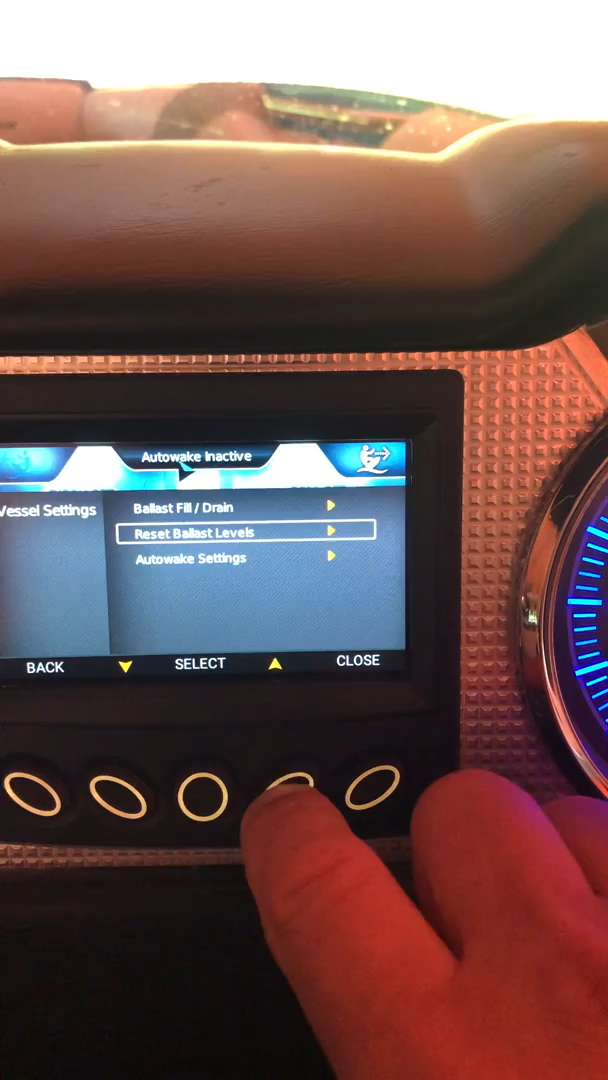 Autowake Inactive
Vessel Settings
Ballast Fill / Drain
Reset Ballast Levels
Autowake Settings
BACK
SELECT
CLOSE